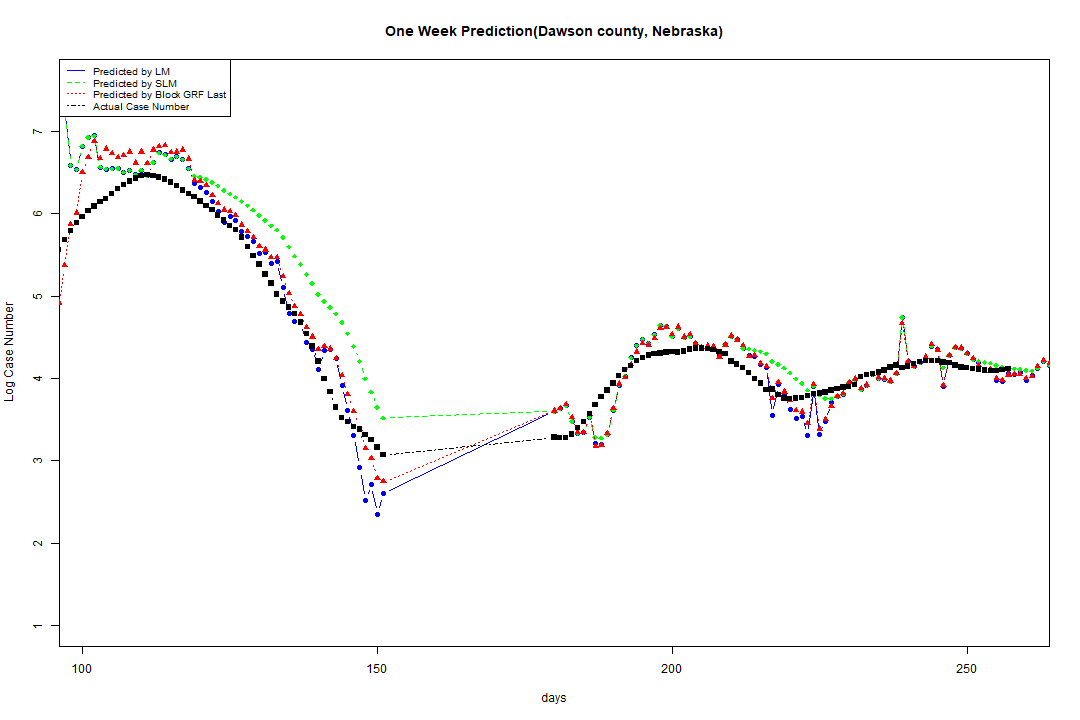 One Week Prediction(Dawson county, Nebraska)
Predicted by LM
Predicted by SLM
Predicted by Block GRF Last
Actual Case Number
7
6
5
4
3
2
1
Log Case Number
100 150 200 250
days